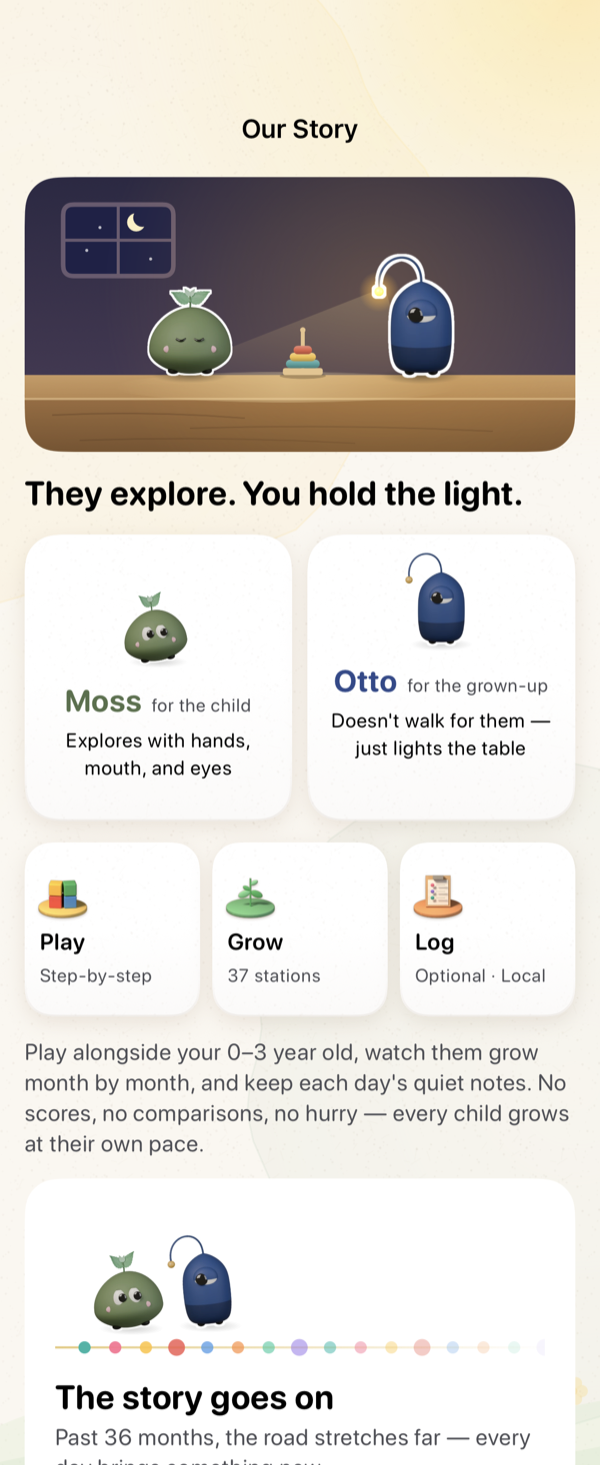 Our Story
They explore. You hold the light.
Moss for the child
Explores with hands,
mouth, and eyes
Otto for the grown-up
Doesn't walk for them —
just lights the table
Play
Step-by-step
Grow
37 stations
Log
Optional · Local
Play alongside your 0–3 year old, watch them grow
month by month, and keep each day's quiet notes. No
scores, no comparisons, no hurry — every child grows
at their own pace.
The story goes on
Past 36 months, the road stretches far — every